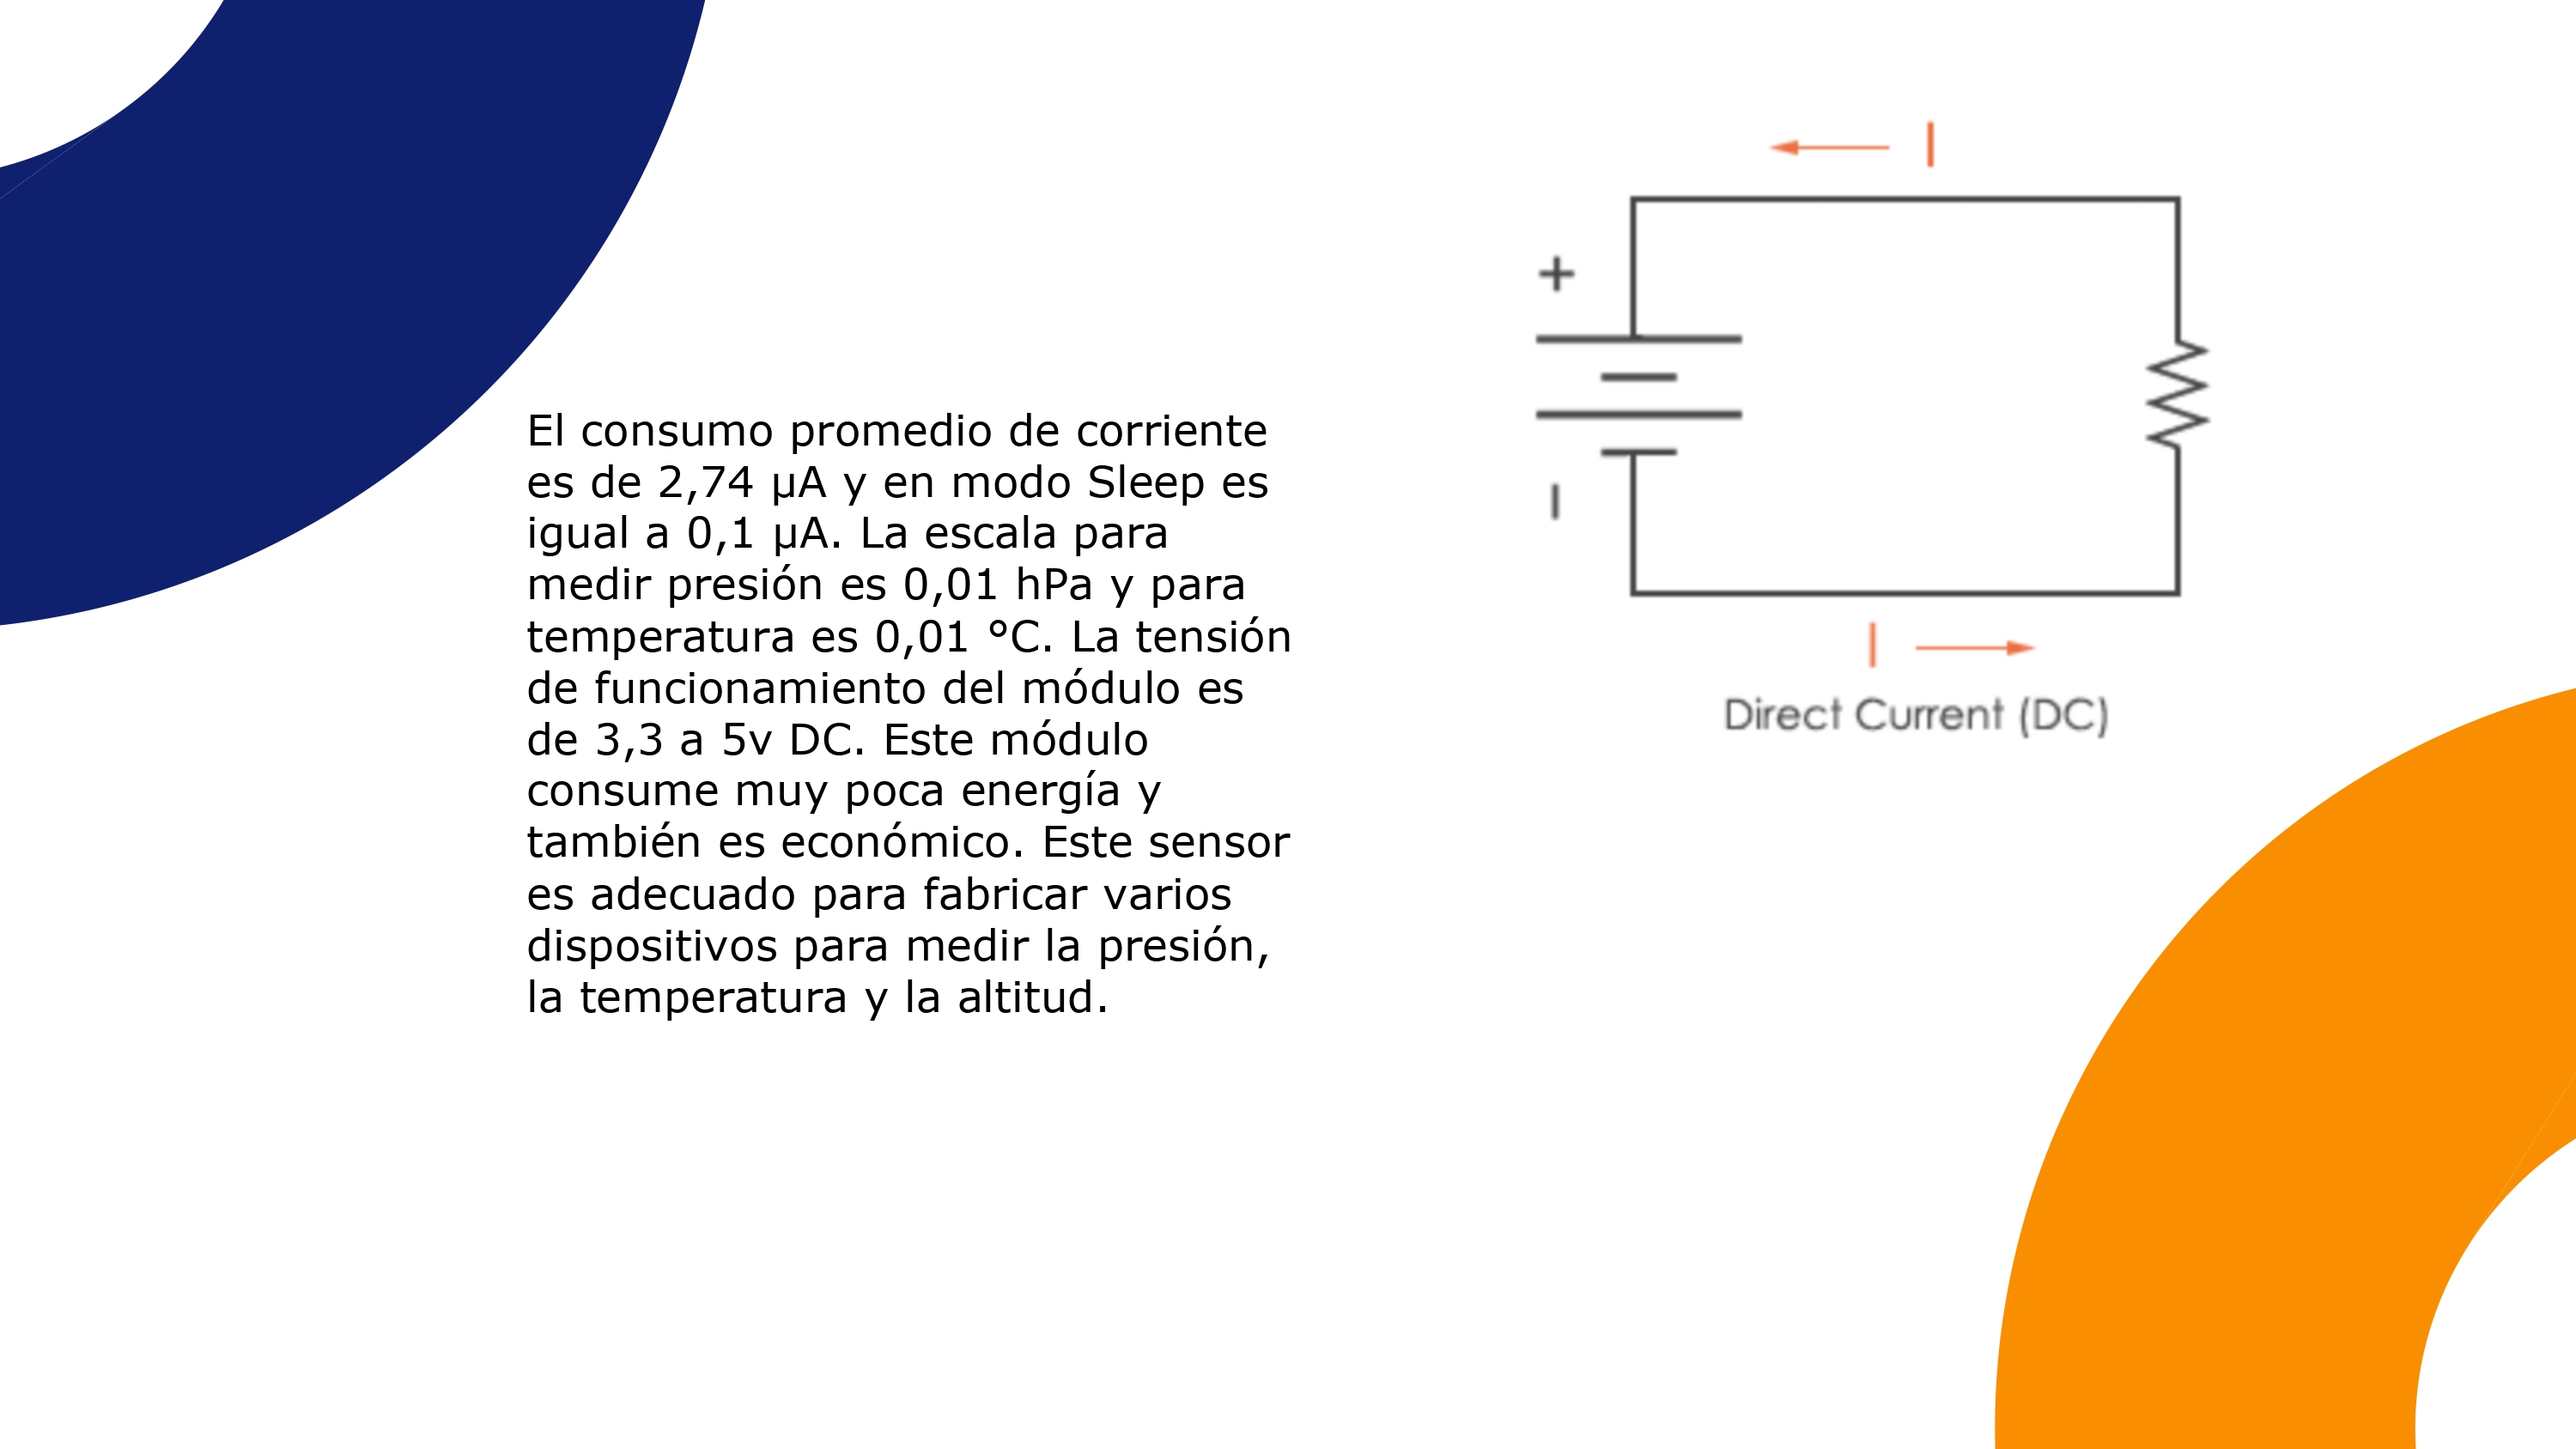 El consumo promedio de corriente
es de 2,74 μA y en modo Sleep es
igual a 0,1 μA. La escala para
medir presión es 0,01 hPa y para
temperatura es 0,01 °C. La tensión
de funcionamiento del módulo es
de 3,3 a 5v DC. Este módulo
consume muy poca energía y
también es económico. Este sensor
es adecuado para fabricar varios
dispositivos para medir la presión,
la temperatura y la altitud.
I
+
–
I
Direct Current (DC)